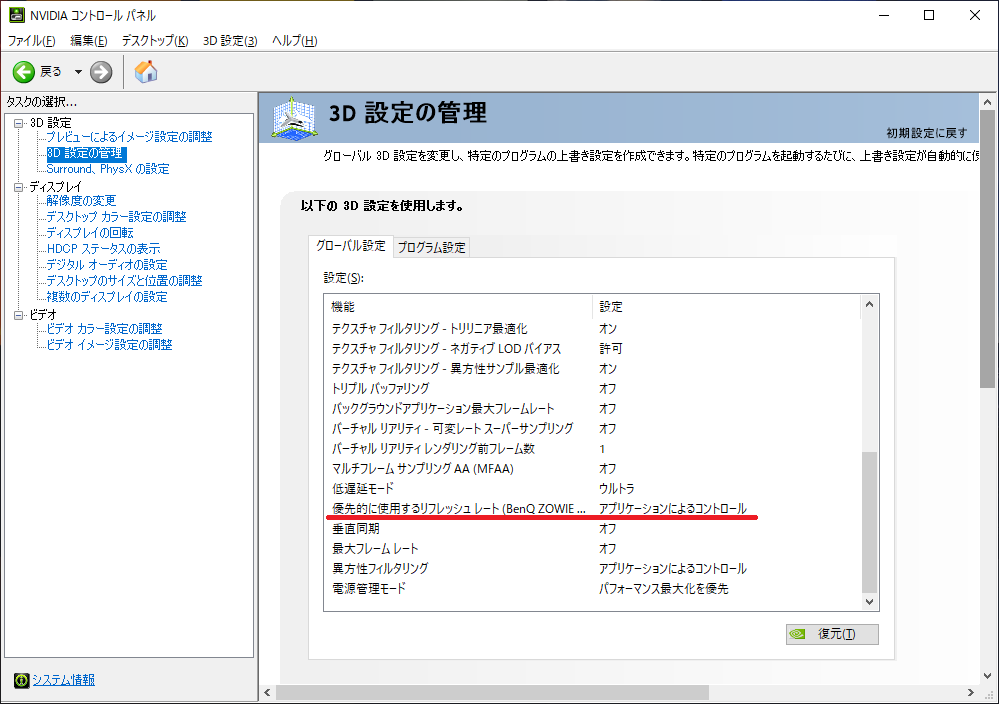 NVIDIA コントロール パネル
ファイル(F) 編集(E) デスクトップ(K) 3D 設定(3) ヘルプ(H)
戻る
タスクの選択...
3D 設定
プレビューによるイメージ設定の調整
3D 設定の管理
Surround、PhysX の設定
ディスプレイ
解像度の変更
デスクトップ カラー設定の調整
ディスプレイの回転
HDCP ステータスの表示
デジタル オーディオの設定
デスクトップのサイズと位置の調整
複数のディスプレイの設定
ビデオ
ビデオ カラー設定の調整
ビデオ イメージ設定の調整
システム情報
3D 設定の管理
初期設定に戻す
グローバル 3D 設定を変更し、特定のプログラムの上書き設定を作成できます。特定のプログラムを起動するたびに、上書き設定が自動的に
以下の 3D 設定を使用します。
グローバル設定 プログラム設定
設定(S):
機能 設定
テクスチャ フィルタリング - トリリニア最適化 オン
テクスチャ フィルタリング - ネガティブ LOD バイアス 許可
テクスチャ フィルタリング - 異方性サンプル最適化 オン
トリプル バッファリング オフ
バックグラウンドアプリケーション最大フレームレート オフ
バーチャル リアリティ - 可変レート スーパーサンプリング オフ
バーチャル リアリティ レンダリング前フレーム数 1
マルチフレーム サンプリング AA (MFAA) オフ
低遅延モード ウルトラ
優先的に使用するリフレッシュ レート (BenQ ZOWIE ... アプリケーションによるコントロール
垂直同期 オフ
最大フレーム レート オフ
異方性フィルタリング アプリケーションによるコントロール
電源管理モード パフォーマンス最大化を優先
復元(T)